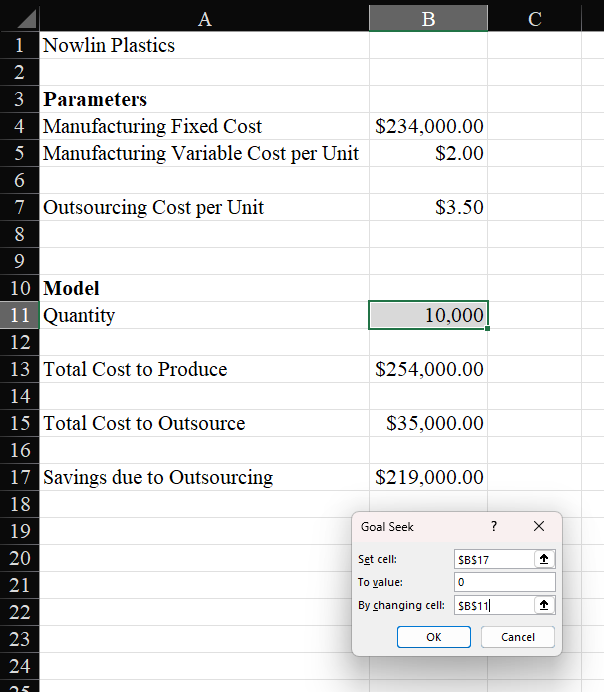 A B C
1 Nowlin Plastics
2
3 Parameters
4 Manufacturing Fixed Cost $234,000.00
5 Manufacturing Variable Cost per Unit $2.00
6
7 Outsourcing Cost per Unit $3.50
8
9
10 Model
11 Quantity 10,000
12
13 Total Cost to Produce $254,000.00
14
15 Total Cost to Outsource $35,000.00
16
17 Savings due to Outsourcing $219,000.00
18
19
20
21
22
23
24
25
Goal Seek ? ×
Set cell: $B$17
To value: 0
By changing cell: $B$11
OK Cancel